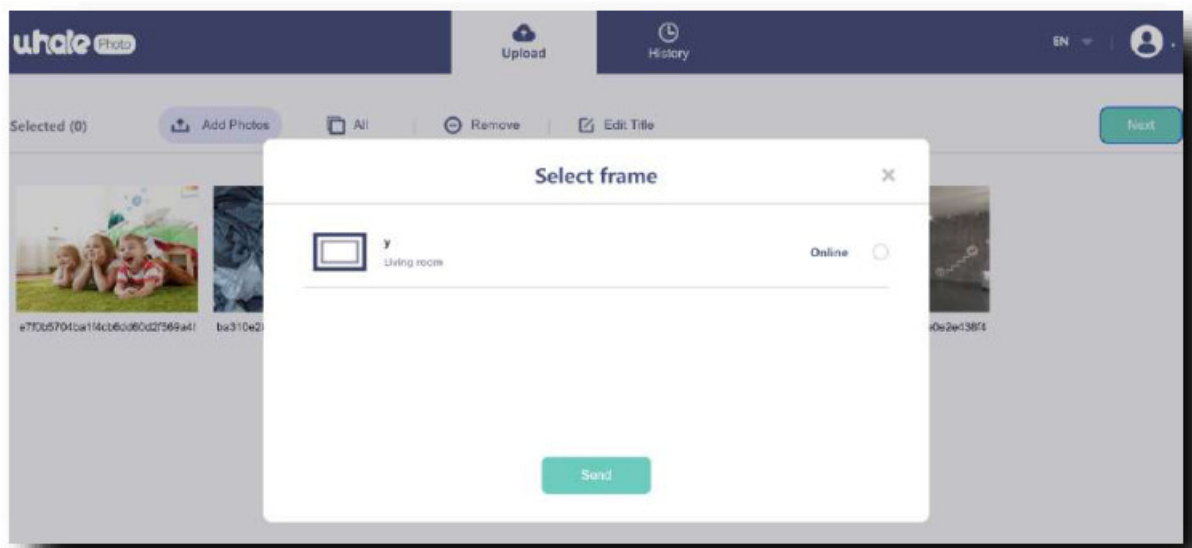 whale Photo
Upload
History
EN
Selected (0)
Add Photos
All
Remove
Edit Title
Next
Select frame
y
Living room
Online
Send